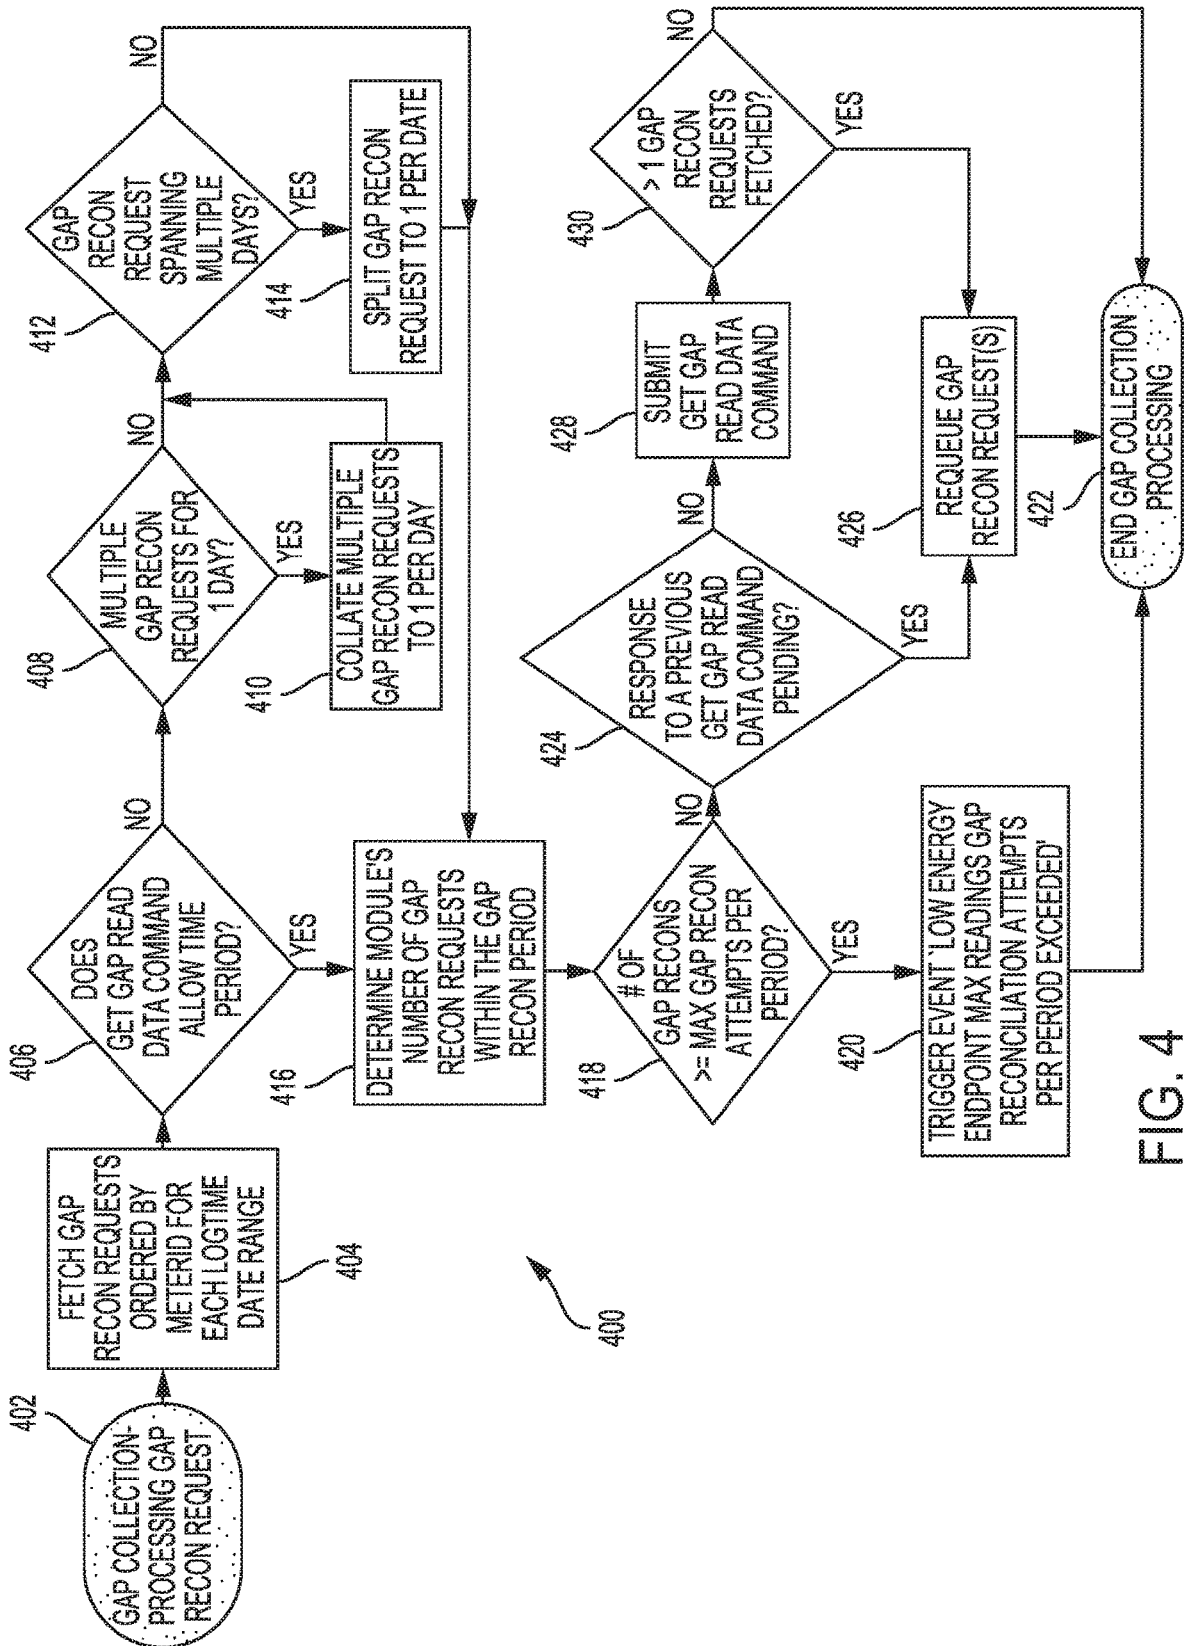 402
GAP COLLECTION-
PROCESSING GAP
RECON REQUEST
FETCH GAP
RECON REQUESTS
ORDERED BY
METERID FOR
EACH LOGTIME
DATE RANGE
404
406
DOES
GET GAP READ
DATA COMMAND
ALLOW TIME
PERIOD?
NO
YES
408
MULTIPLE
GAP RECON
REQUESTS FOR
1 DAY?
NO
YES
410
COLLATE MULTIPLE
GAP RECON REQUESTS
TO 1 PER DAY
412
GAP
RECON
REQUEST
SPANNING
MULTIPLE
DAYS?
NO
YES
414
SPLIT GAP RECON
REQUEST TO 1 PER DATE
416
DETERMINE MODULE'S
NUMBER OF GAP
RECON REQUESTS
WITHIN THE GAP
RECON PERIOD
418
# OF
GAP RECONS
>= MAX GAP RECON
ATTEMPTS PER
PERIOD?
NO
YES
420
TRIGGER EVENT 'LOW ENERGY
ENDPOINT MAX READINGS GAP
RECONCILIATION ATTEMPTS
PER PERIOD EXCEEDED'
424
RESPONSE
TO A PREVIOUS
GET GAP READ
DATA COMMAND
PENDING?
NO
YES
428
SUBMIT
GET GAP
READ DATA
COMMAND
430
> 1 GAP
RECON
REQUESTS
FETCHED?
NO
YES
426
REQUEUE GAP
RECON REQUEST(S)
422
END GAP COLLECTION
PROCESSING
400
FIG. 4